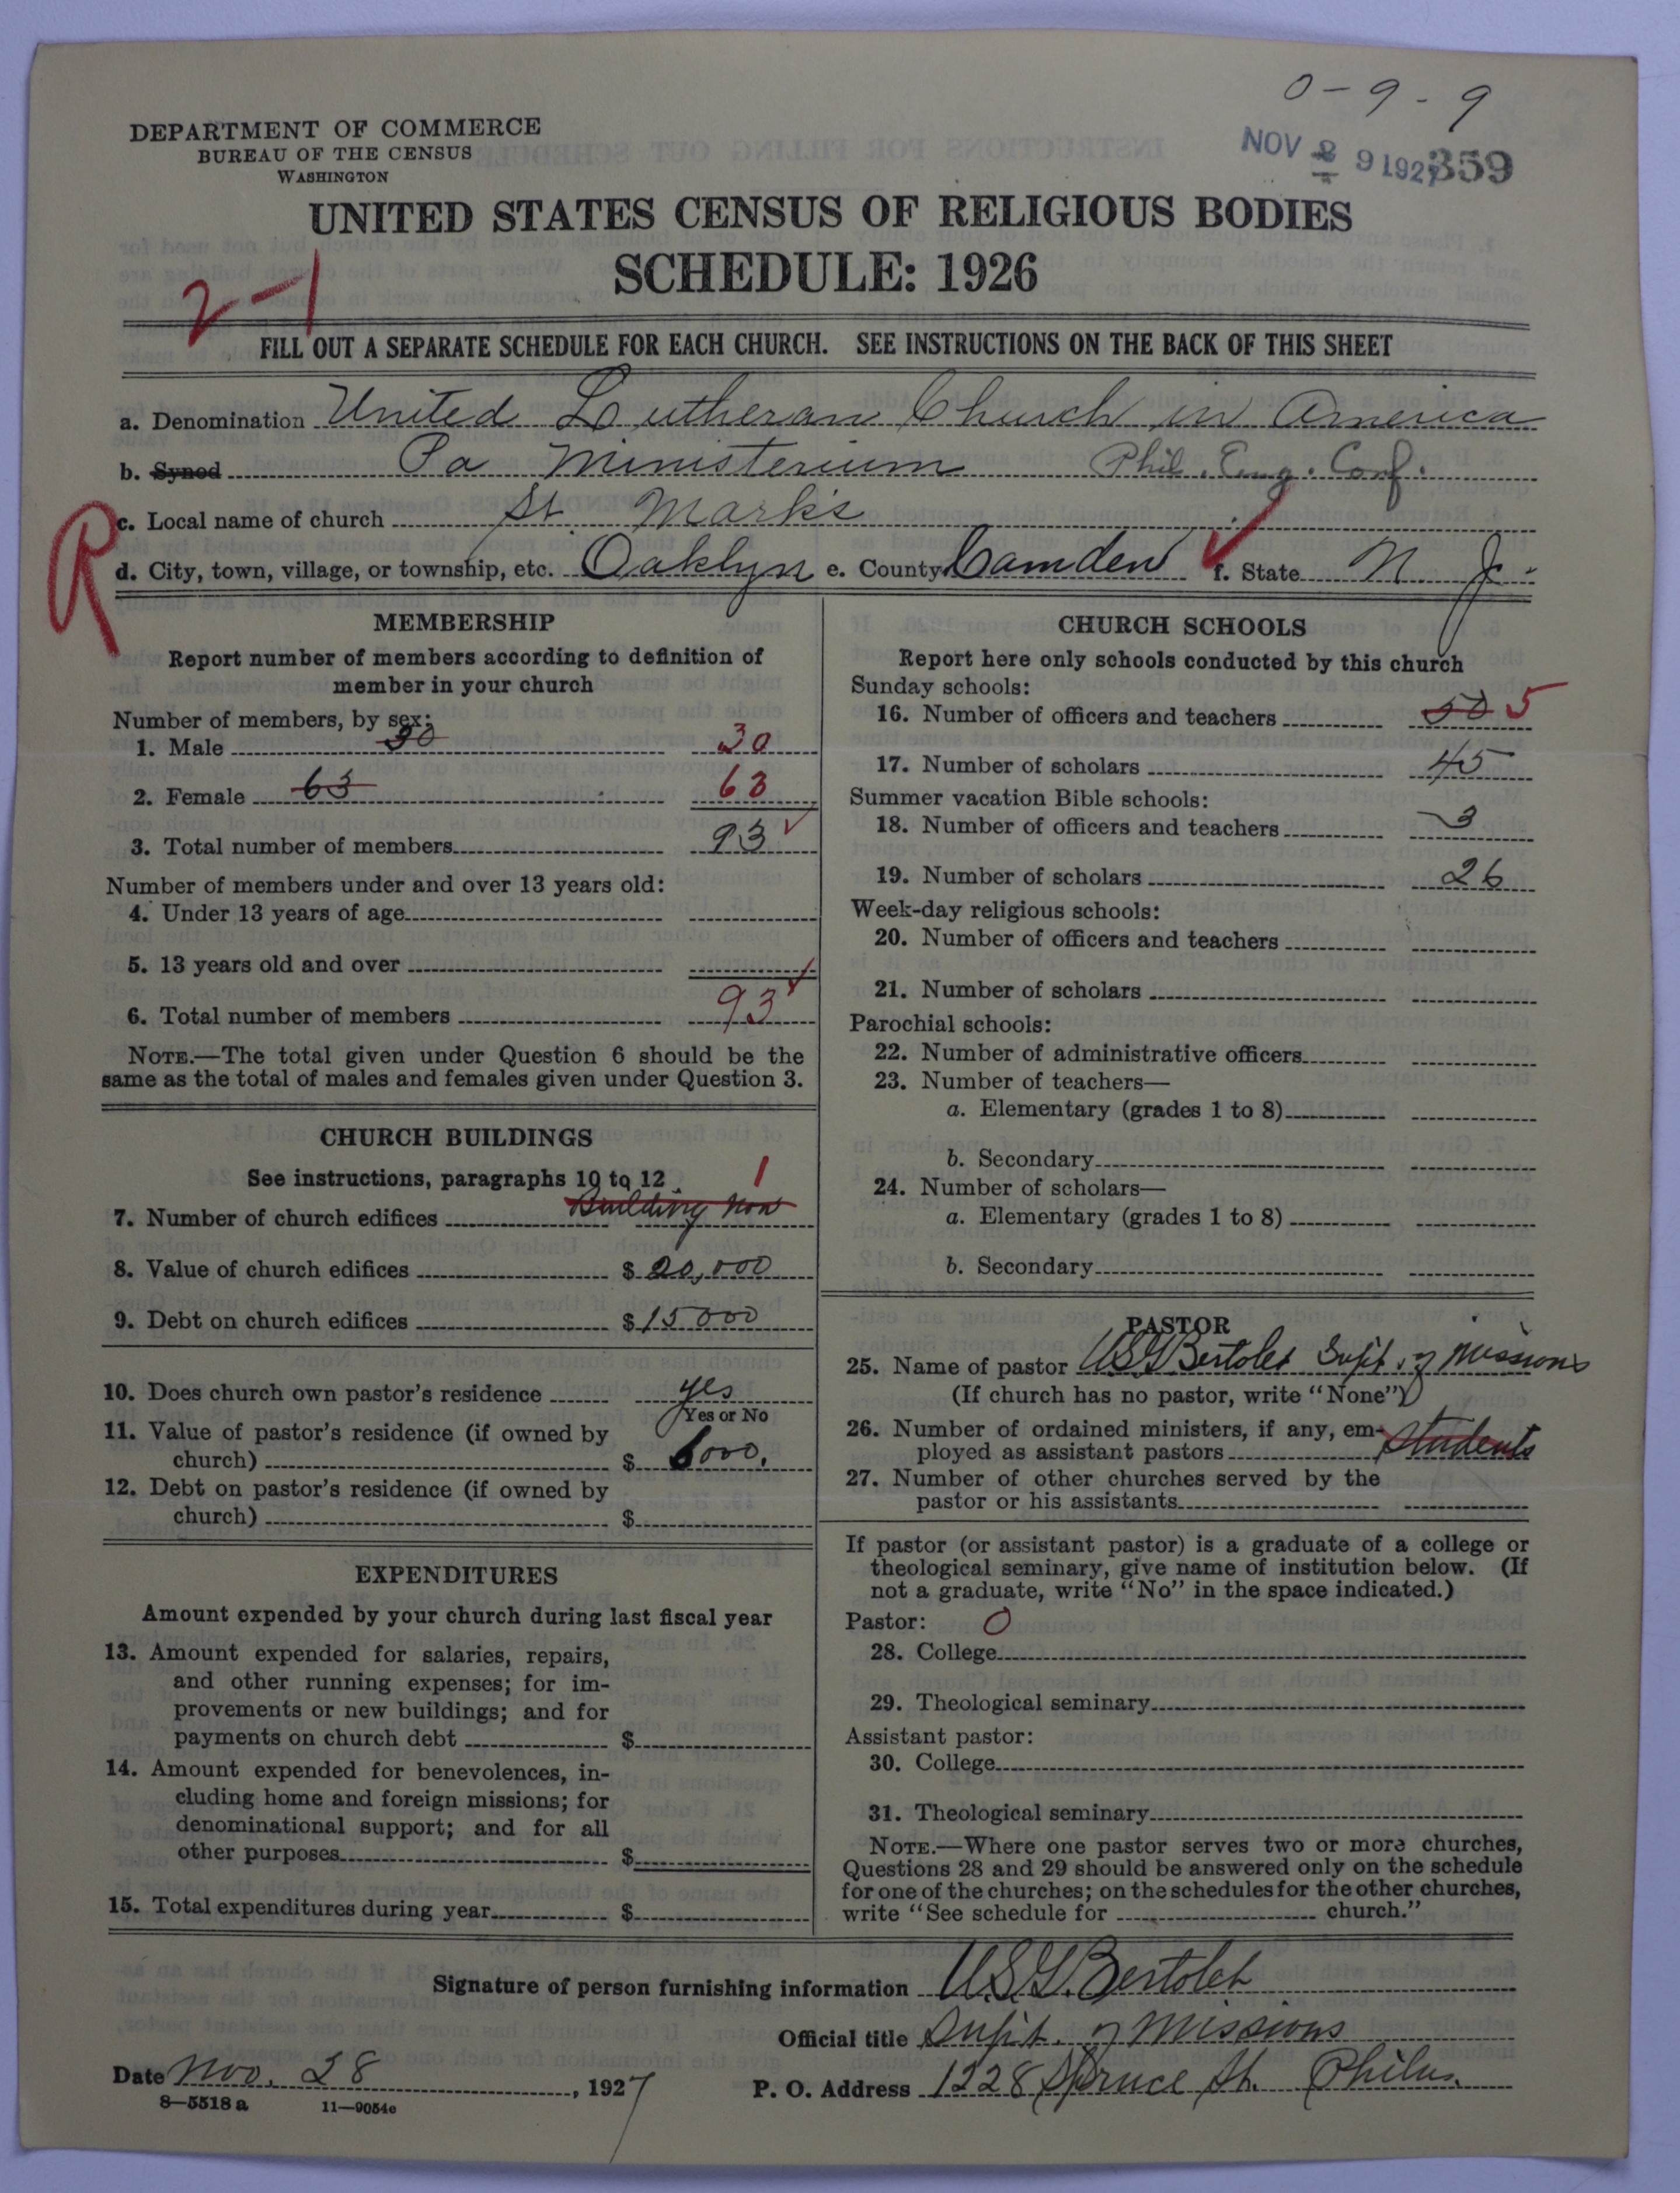 0-9-9
DEPARTMENT OF COMMERCE
BUREAU OF THE CENSUS
WASHINGTON
NOV 9 1927 359
UNITED STATES CENSUS OF RELIGIOUS BODIES
SCHEDULE: 1926
2-1
FILL OUT A SEPARATE SCHEDULE FOR EACH CHURCH. SEE INSTRUCTIONS ON THE BACK OF THIS SHEET
a. Denomination United Lutheran Church in America
b. Synod Pa Ministerium Phil. Eng. Conf.
R
c. Local name of church St Mark's
d. City, town, village, or township, etc. Oaklyn e. County Camden f. State N. J.
MEMBERSHIP
Report number of members according to definition of
member in your church
Number of members, by sex:
1. Male 30 30
2. Female 63 63
3. Total number of members 93
Number of members under and over 13 years old:
4. Under 13 years of age
5. 13 years old and over
6. Total number of members 93
NOTE.—The total given under Question 6 should be the
same as the total of males and females given under Question 3.
CHURCH BUILDINGS
See instructions, paragraphs 10 to 12 1
7. Number of church edifices Building now
8. Value of church edifices $ 20,000
9. Debt on church edifices $ 15000
10. Does church own pastor's residence yes
Yes or No
11. Value of pastor's residence (if owned by
church) $ 6000.
12. Debt on pastor's residence (if owned by
church) $
EXPENDITURES
Amount expended by your church during last fiscal year
13. Amount expended for salaries, repairs,
and other running expenses; for im-
provements or new buildings; and for
payments on church debt $
14. Amount expended for benevolences, in-
cluding home and foreign missions; for
denominational support; and for all
other purposes $
15. Total expenditures during year $
CHURCH SCHOOLS
Report here only schools conducted by this church
Sunday schools:
16. Number of officers and teachers 50 5
17. Number of scholars 45
Summer vacation Bible schools:
18. Number of officers and teachers 3
19. Number of scholars 26
Week-day religious schools:
20. Number of officers and teachers
21. Number of scholars
Parochial schools:
22. Number of administrative officers
23. Number of teachers—
a. Elementary (grades 1 to 8)
b. Secondary
24. Number of scholars—
a. Elementary (grades 1 to 8)
b. Secondary
PASTOR
25. Name of pastor USG Bertolet Supt. of Missions
(If church has no pastor, write "None")
26. Number of ordained ministers, if any, em-
ployed as assistant pastors Students
27. Number of other churches served by the
pastor or his assistants
If pastor (or assistant pastor) is a graduate of a college or
theological seminary, give name of institution below. (If
not a graduate, write "No" in the space indicated.)
Pastor: 0
28. College
29. Theological seminary
Assistant pastor:
30. College
31. Theological seminary
NOTE.—Where one pastor serves two or more churches,
Questions 28 and 29 should be answered only on the schedule
for one of the churches; on the schedules for the other churches,
write "See schedule for church."
Signature of person furnishing information U.S.G. Bertolet
Official title Supt. of Missions
Date Nov. 28, 1927
P. O. Address 1228 Spruce St. Phila.
8—5518 a 11—9054c